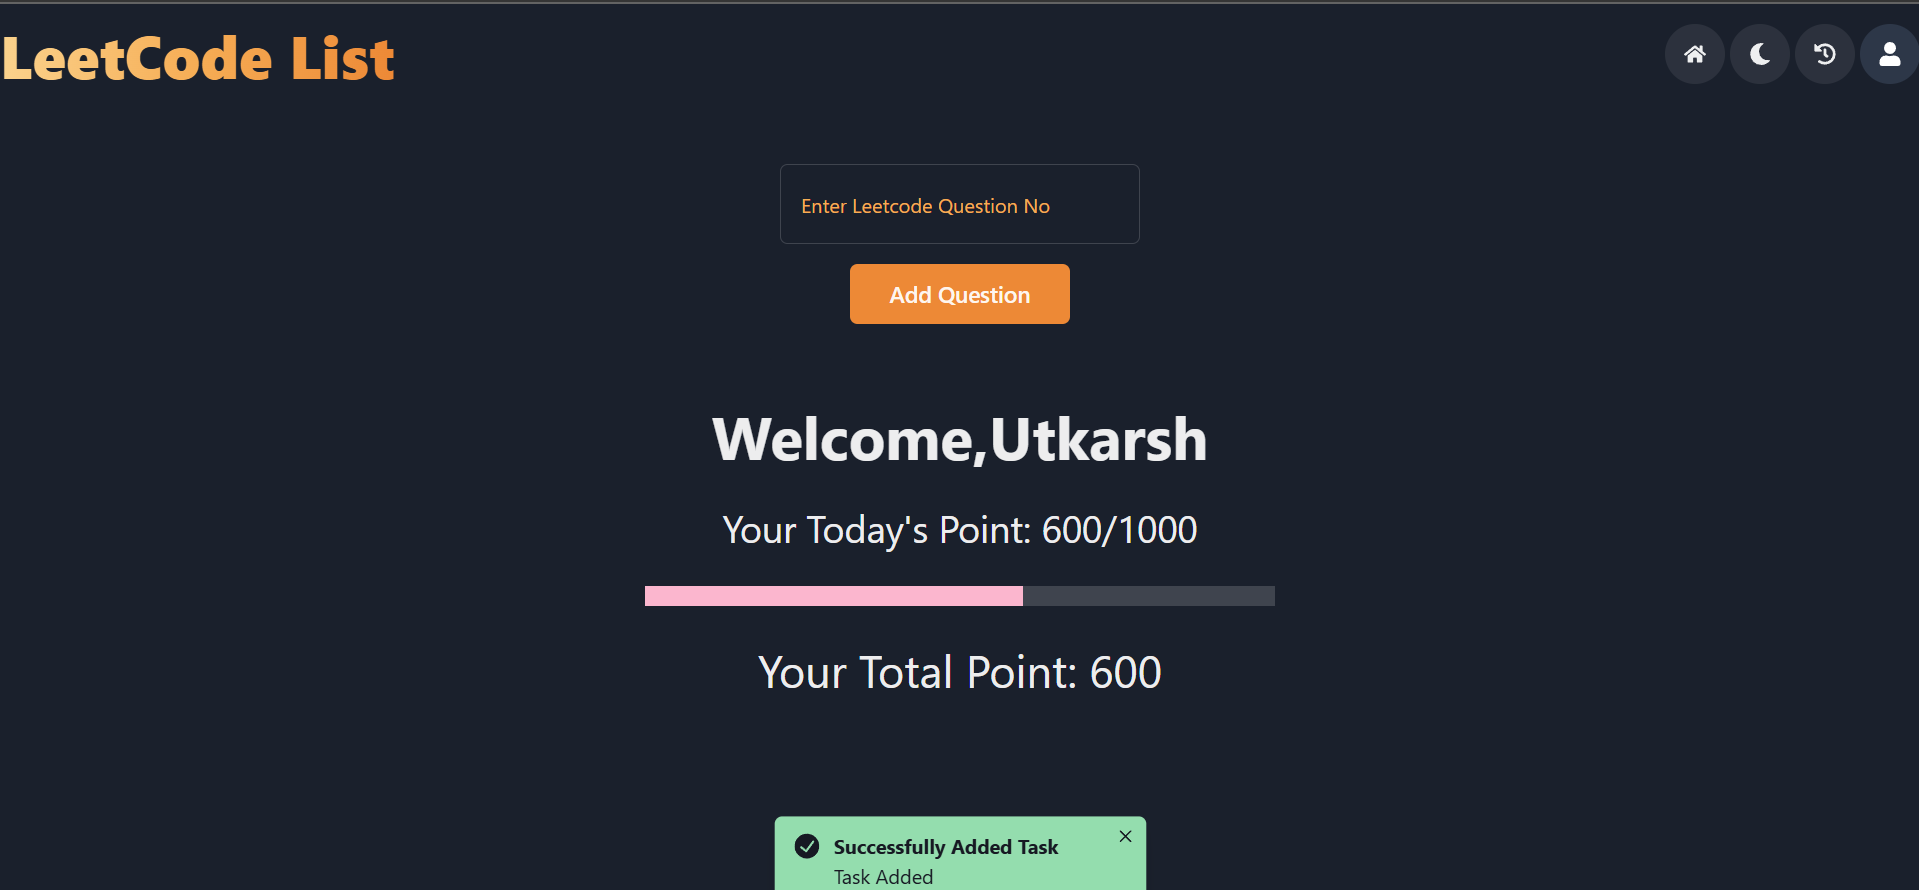 LeetCode List
Enter Leetcode Question No
Add Question
Welcome,Utkarsh
Your Today's Point: 600/1000
Your Total Point: 600
Successfully Added Task
Task Added